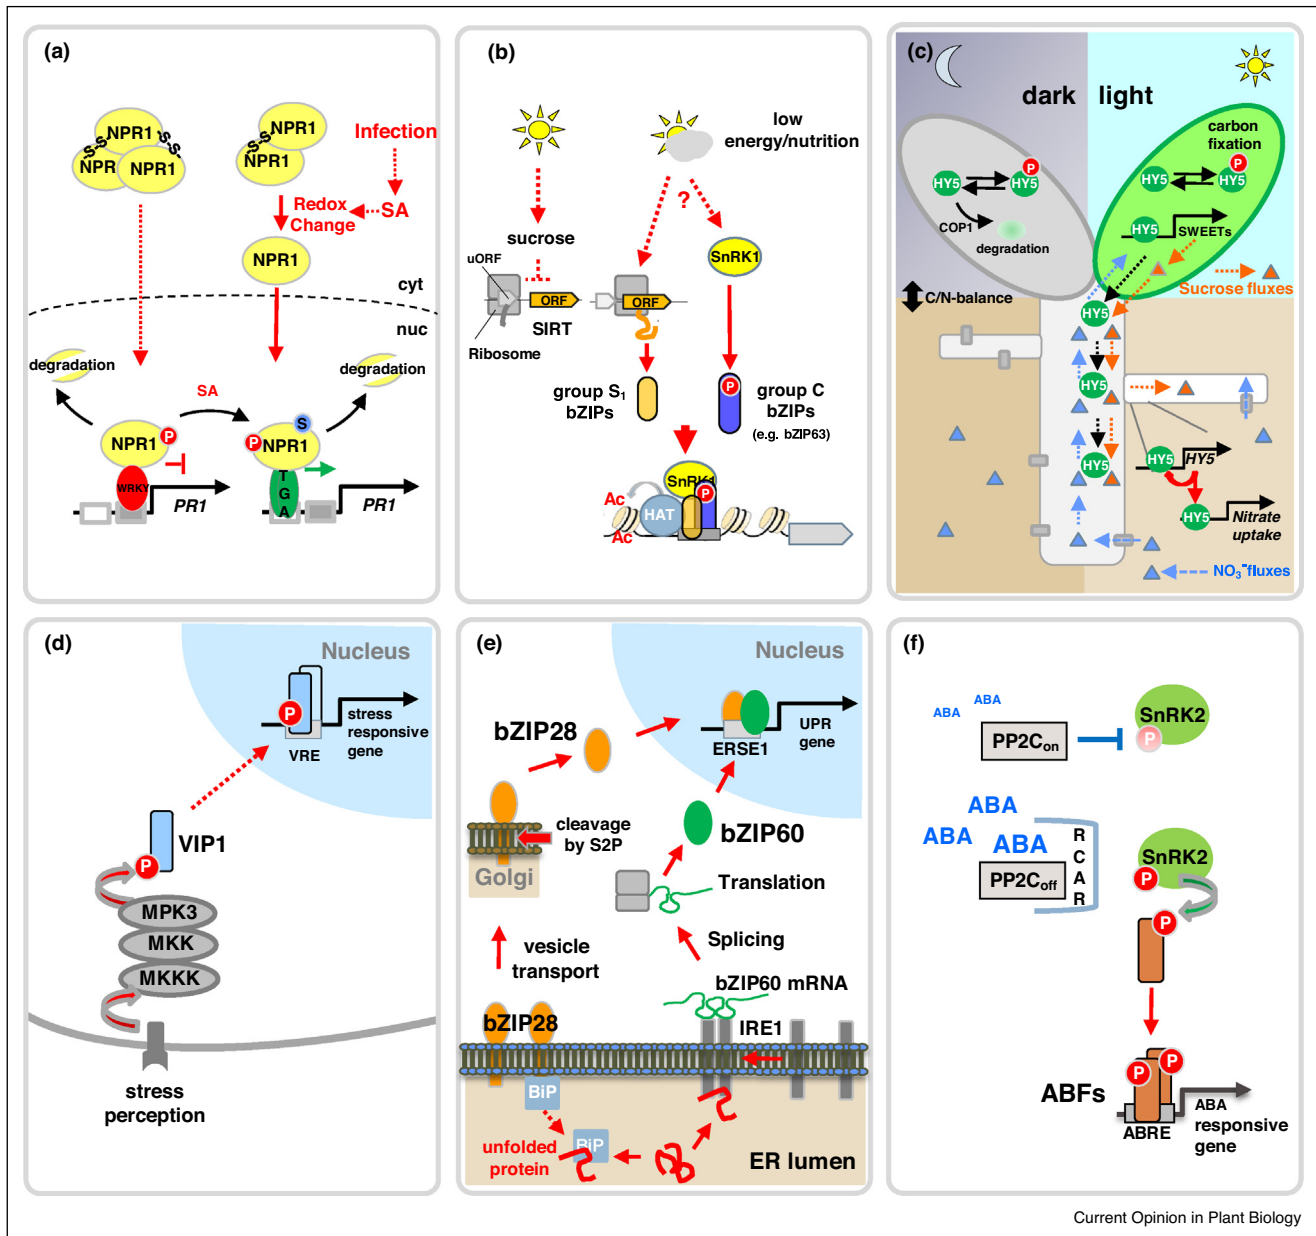 (a)
NPR1
-S-S-
-S-S-
NPR
NPR1
NPR1
-S-S-
NPR1
Infection
Redox
Change
SA
NPR1
cyt
nuc
degradation
degradation
SA
NPR1
P
WRKY
PR1
S
P
NPR1
T
G
A
PR1
(b)
low
energy/nutrition
?
sucrose
SnRK1
uORF
ORF
ORF
SIRT
Ribosome
group S1
bZIPs
P
group C
bZIPs
(e.g. bZIP63)
SnRK1
P
Ac
HAT
Ac
(c)
dark
light
carbon
fixation
HY5
HY5
P
COP1
degradation
HY5
HY5
P
HY5
SWEETs
C/N-balance
Sucrose fluxes
HY5
HY5
HY5
HY5
HY5
HY5
Nitrate
uptake
NO3- fluxes
(d)
Nucleus
P
VRE
stress
responsive
gene
VIP1
P
MPK3
MKK
MKKK
stress
perception
(e)
Nucleus
bZIP28
ERSE1
UPR
gene
cleavage
by S2P
Golgi
bZIP60
Translation
vesicle
transport
Splicing
bZIP60 mRNA
bZIP28
IRE1
BiP
unfolded
protein
BiP
ER lumen
(f)
ABA
ABA
PP2Con
SnRK2
P
ABA
ABA
ABA
PP2Coff
R
C
A
R
SnRK2
P
P
P
P
ABFs
ABRE
ABA
responsive
gene
Current Opinion in Plant Biology